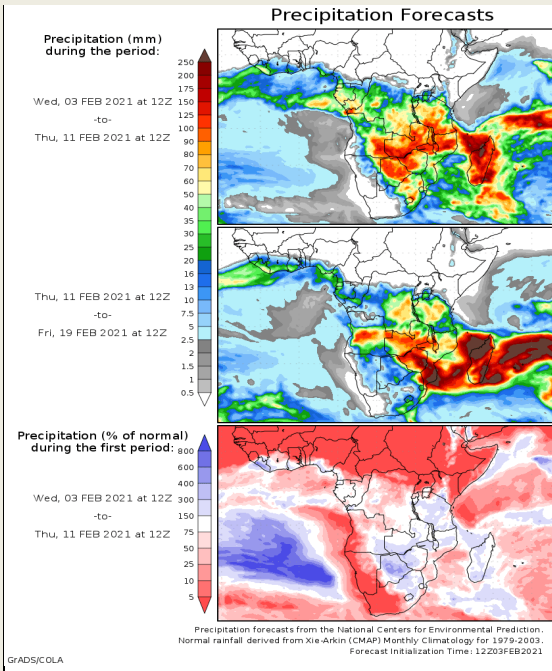 Precipitation Forecasts
Precipitation (mm)
during the period:
Wed, 03 FEB 2021 at 12Z
-to-
Thu, 11 FEB 2021 at 12Z
250
200
175
150
125
100
90
80
70
60
50
40
35
30
25
20
16
13
10
7.5
5
2.5
2
1.5
1
0.5
Thu, 11 FEB 2021 at 12Z
-to-
Fri, 19 FEB 2021 at 12Z
Precipitation (% of normal)
during the first period:
Wed, 03 FEB 2021 at 12Z
-to-
Thu, 11 FEB 2021 at 12Z
800
600
400
300
150
75
50
25
10
5
Precipitation forecasts from the National Centers for Environmental Prediction.
Normal rainfall derived from Xie-Arkin (CMAP) Monthly Climatology for 1979-2003.
Forecast Initialization Time: 12Z03FEB2021
GrADS/COLA